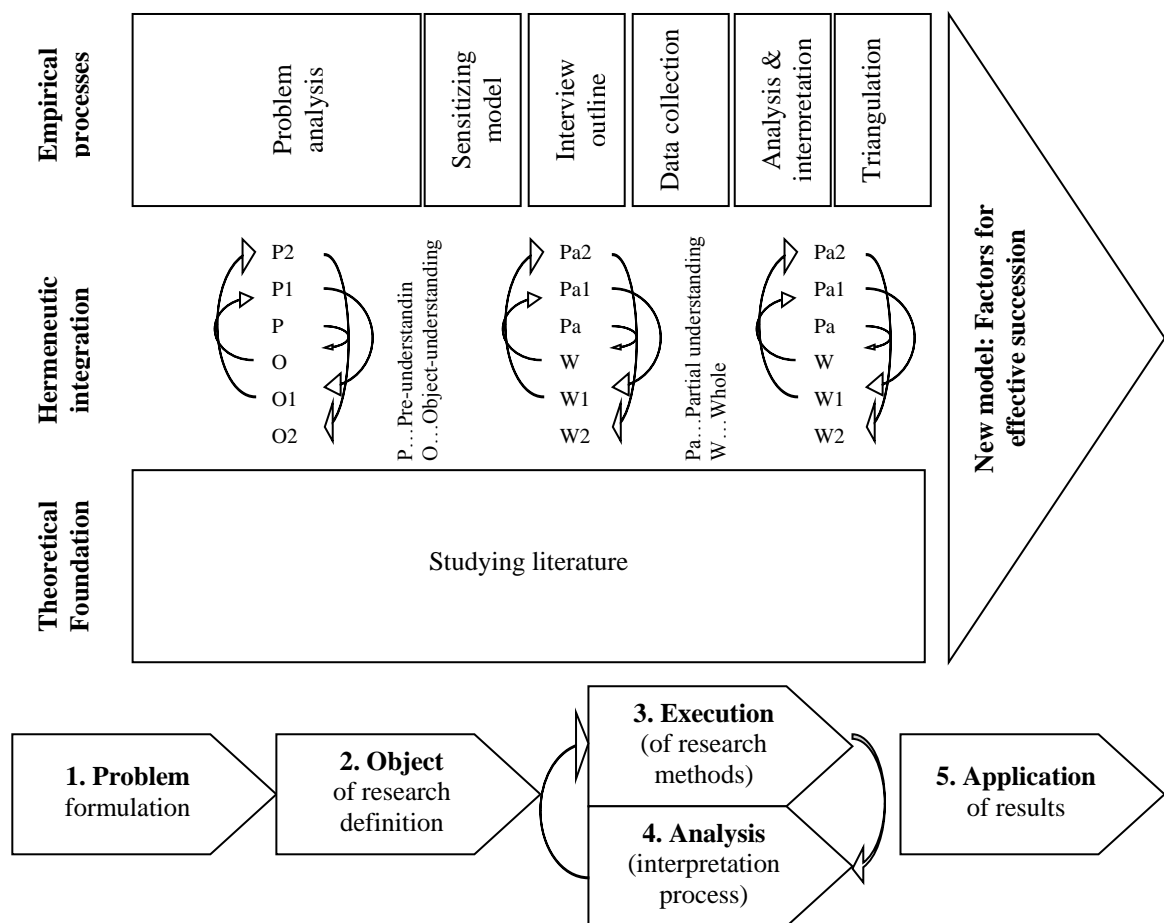 Empirical
processes
Problem
analysis
Sensitizing
model
Interview
outline
Data collection
Analysis &
interpretation
Triangulation
Hermeneutic
integration
P2
P1
P
O
O1
O2
P…Pre-understandin
O…Object-understanding
Pa2
Pa1
Pa
W
W1
W2
Pa…Partial understanding
W…Whole
Pa2
Pa1
Pa
W
W1
W2
New model: Factors for
effective succession
Theoretical
Foundation
Studying literature
1. Problem
formulation
2. Object
of research
definition
3. Execution
(of research
methods)
4. Analysis
(interpretation
process)
5. Application
of results